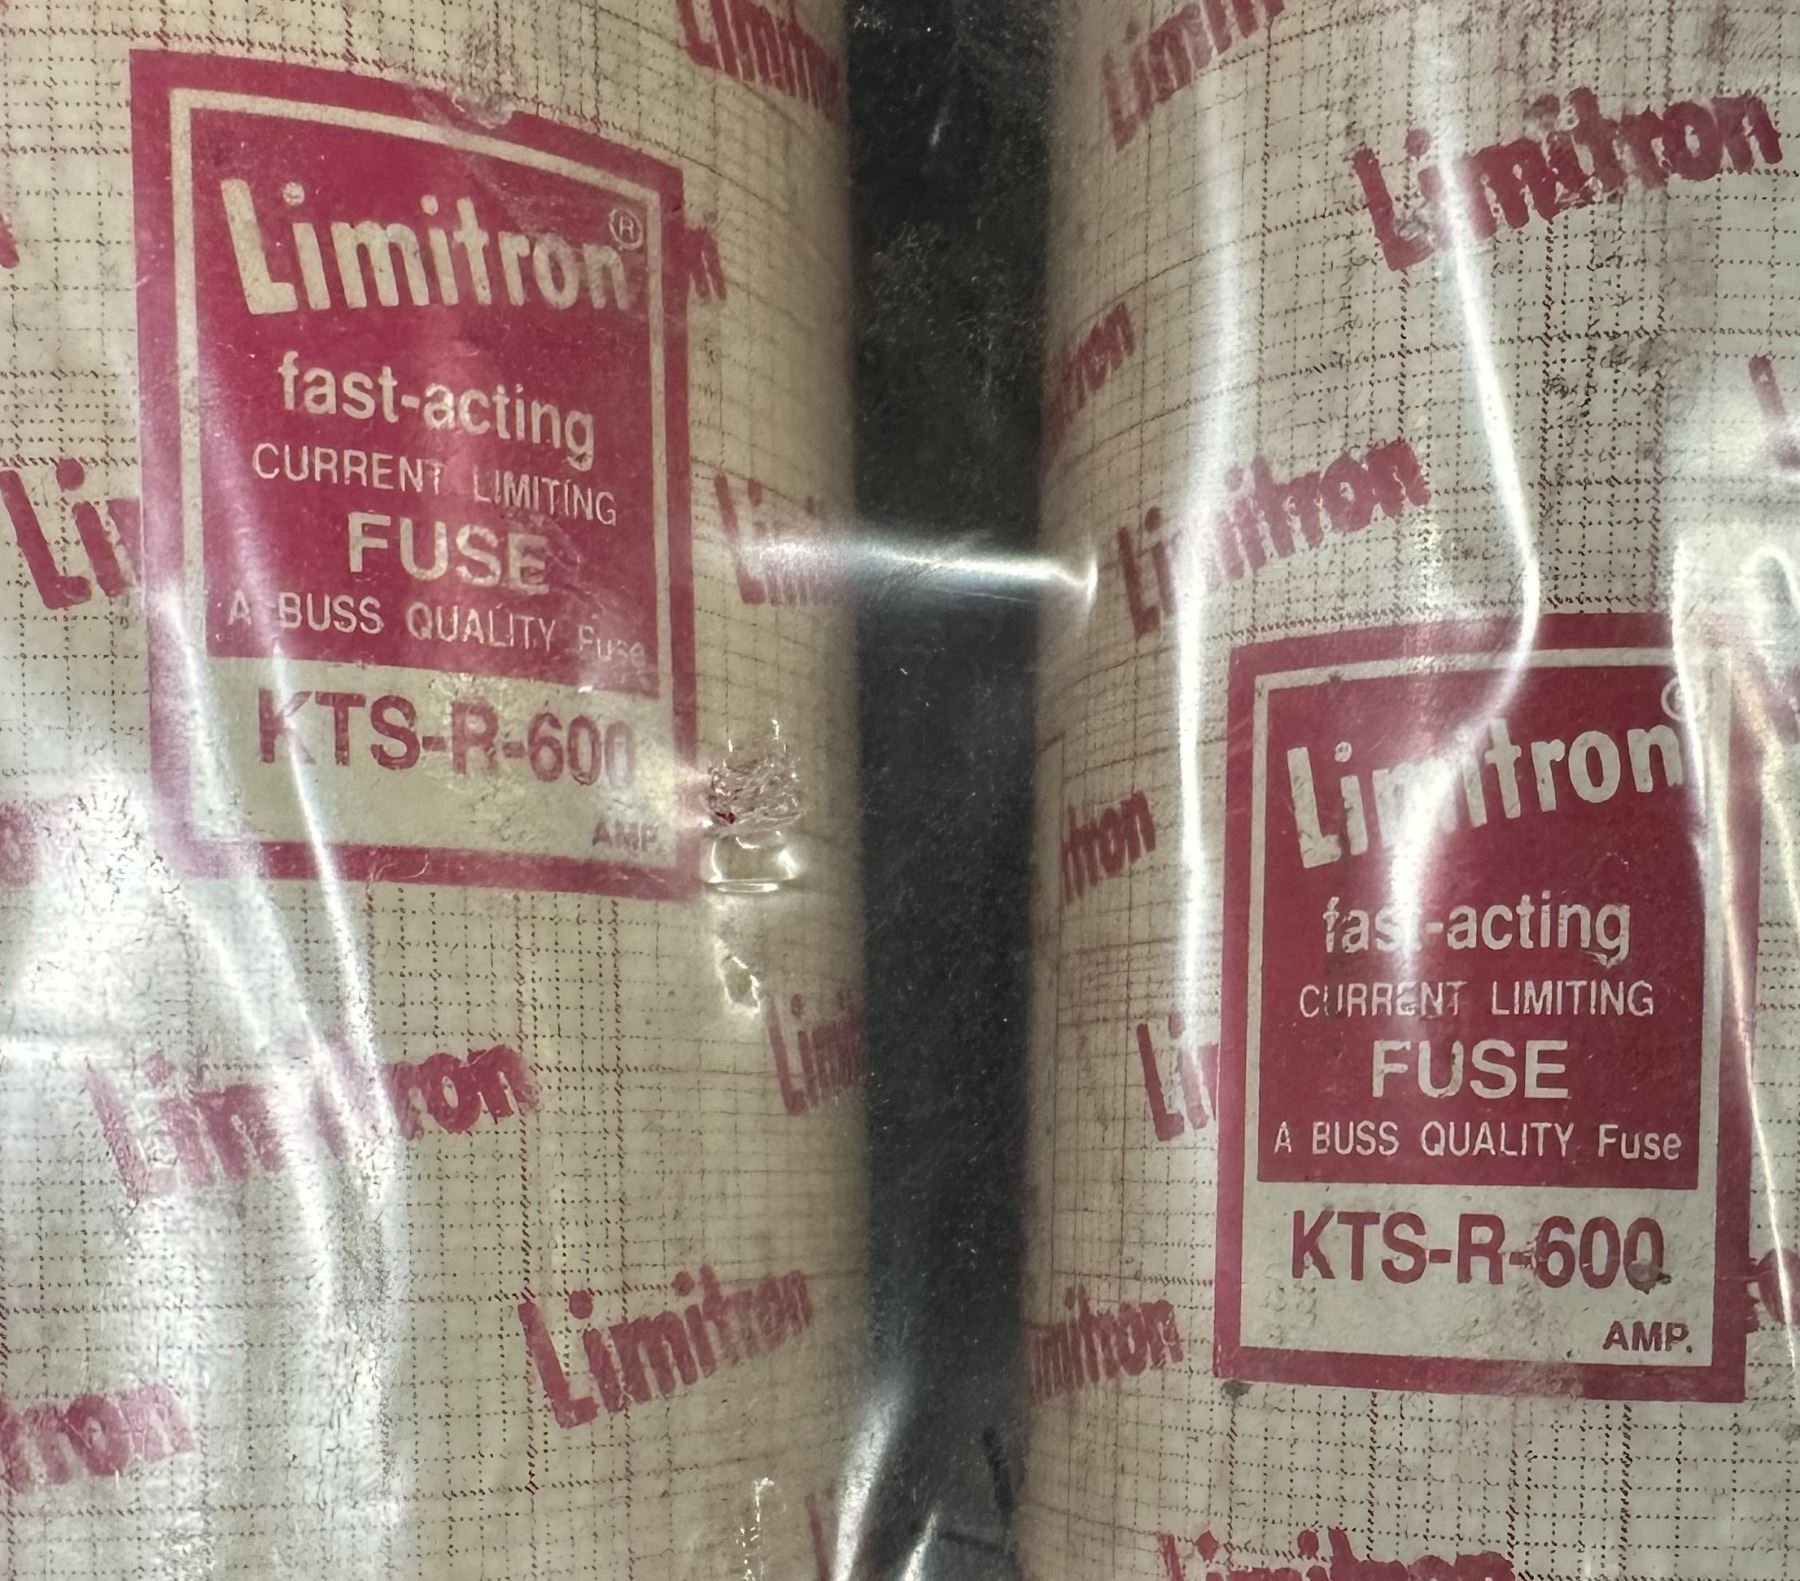 Limitron®
fast-acting
CURRENT LIMITING
FUSE
A BUSS QUALITY Fuse
KTS-R-600
AMP.
Limitron
Limitron
Limitron
Limitron
Limitron®
fast-acting
CURRENT LIMITING
FUSE
A BUSS QUALITY Fuse
KTS-R-600
AMP.
Limitron